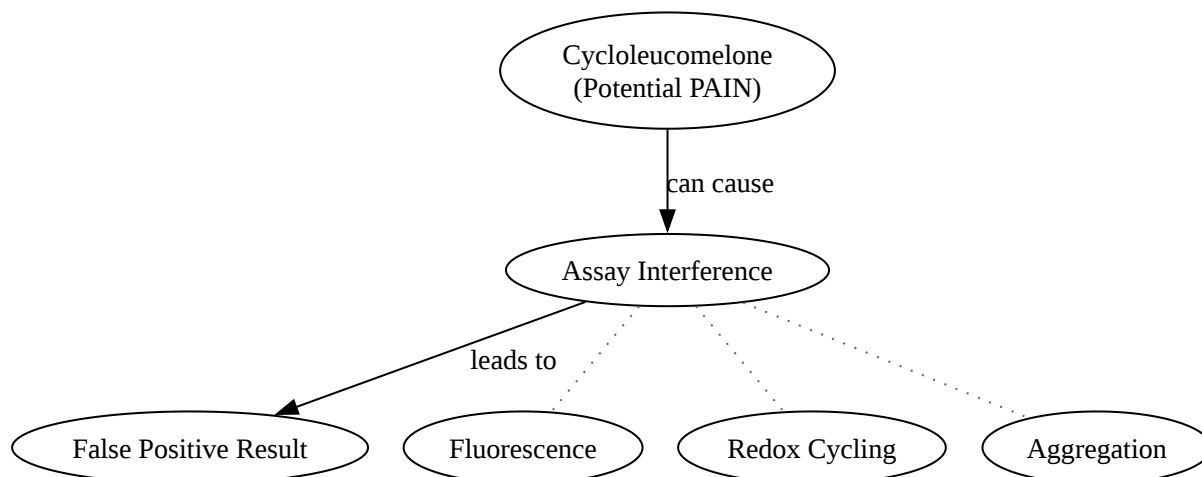 Cycloleucomelone
(Potential PAIN)
can cause
Assay Interference
leads to
False Positive Result
Fluorescence
Redox Cycling
Aggregation